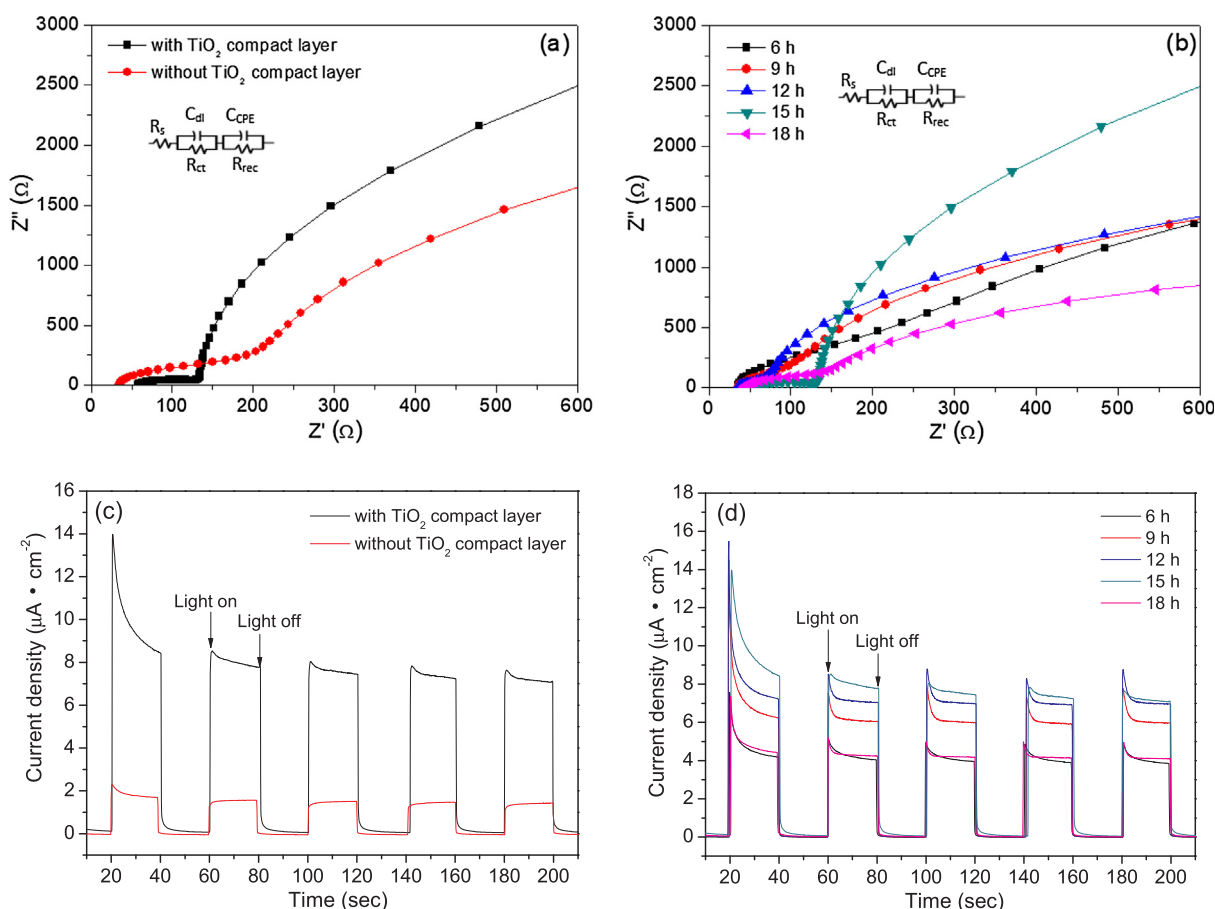 (a)
3000
2500
2000
1500
1000
500
0
Z'' (Ω)
with TiO2 compact layer
without TiO2 compact layer
Rs
Cdl
CCPE
Rct
Rrec
0 100 200 300 400 500 600
Z' (Ω)
(b)
3000
2500
2000
1500
1000
500
0
Z'' (Ω)
6 h
9 h
12 h
15 h
18 h
Rs
Cdl
CCPE
Rct
Rrec
0 100 200 300 400 500 600
Z' (Ω)
(c)
16
14
12
10
8
6
4
2
0
Current density (μA • cm-2)
with TiO2 compact layer
without TiO2 compact layer
Light on
Light off
20 40 60 80 100 120 140 160 180 200
Time (sec)
(d)
18
16
14
12
10
8
6
4
2
0
Current density (μA • cm-2)
6 h
9 h
12 h
15 h
18 h
Light on
Light off
20 40 60 80 100 120 140 160 180 200
Time (sec)